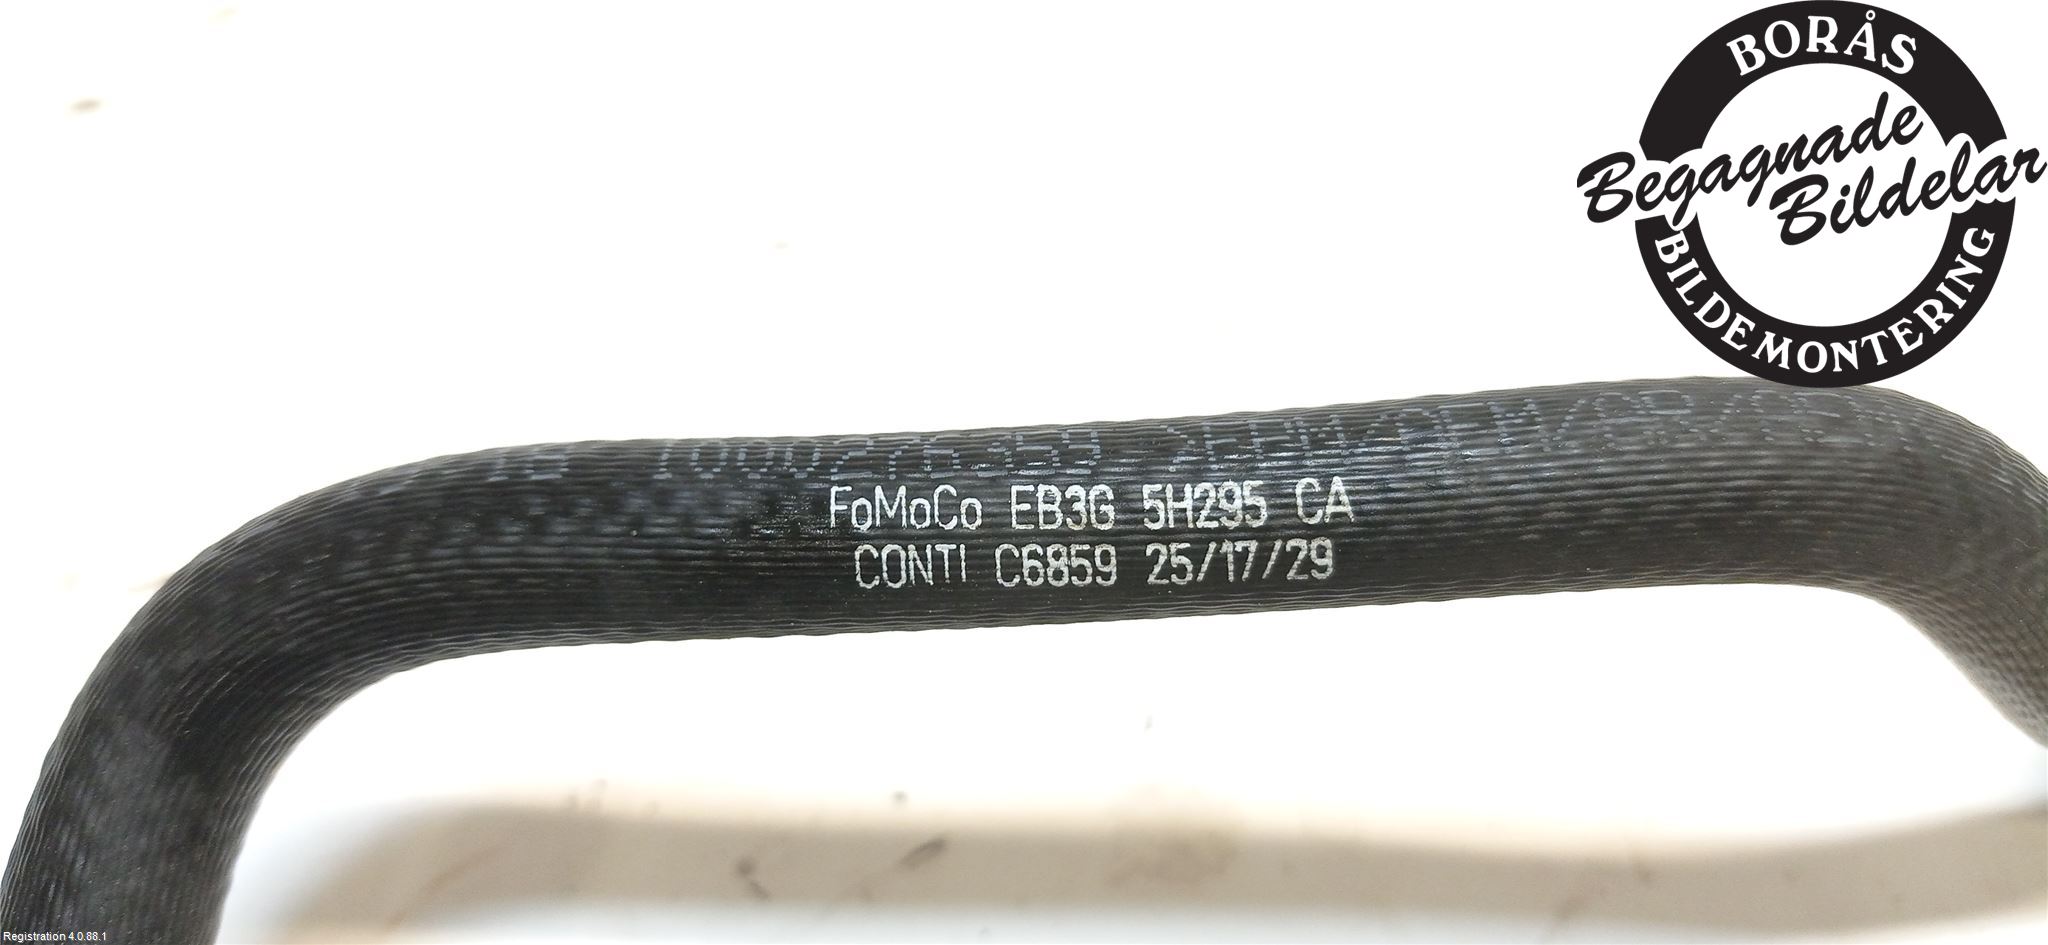 BORÅS
Begagnade
Bildelar
BILDEMONTERING
FoMoCo EB3G 5H295 CA
CONTI C6859 25/17/29
Registration 4.0.88.1